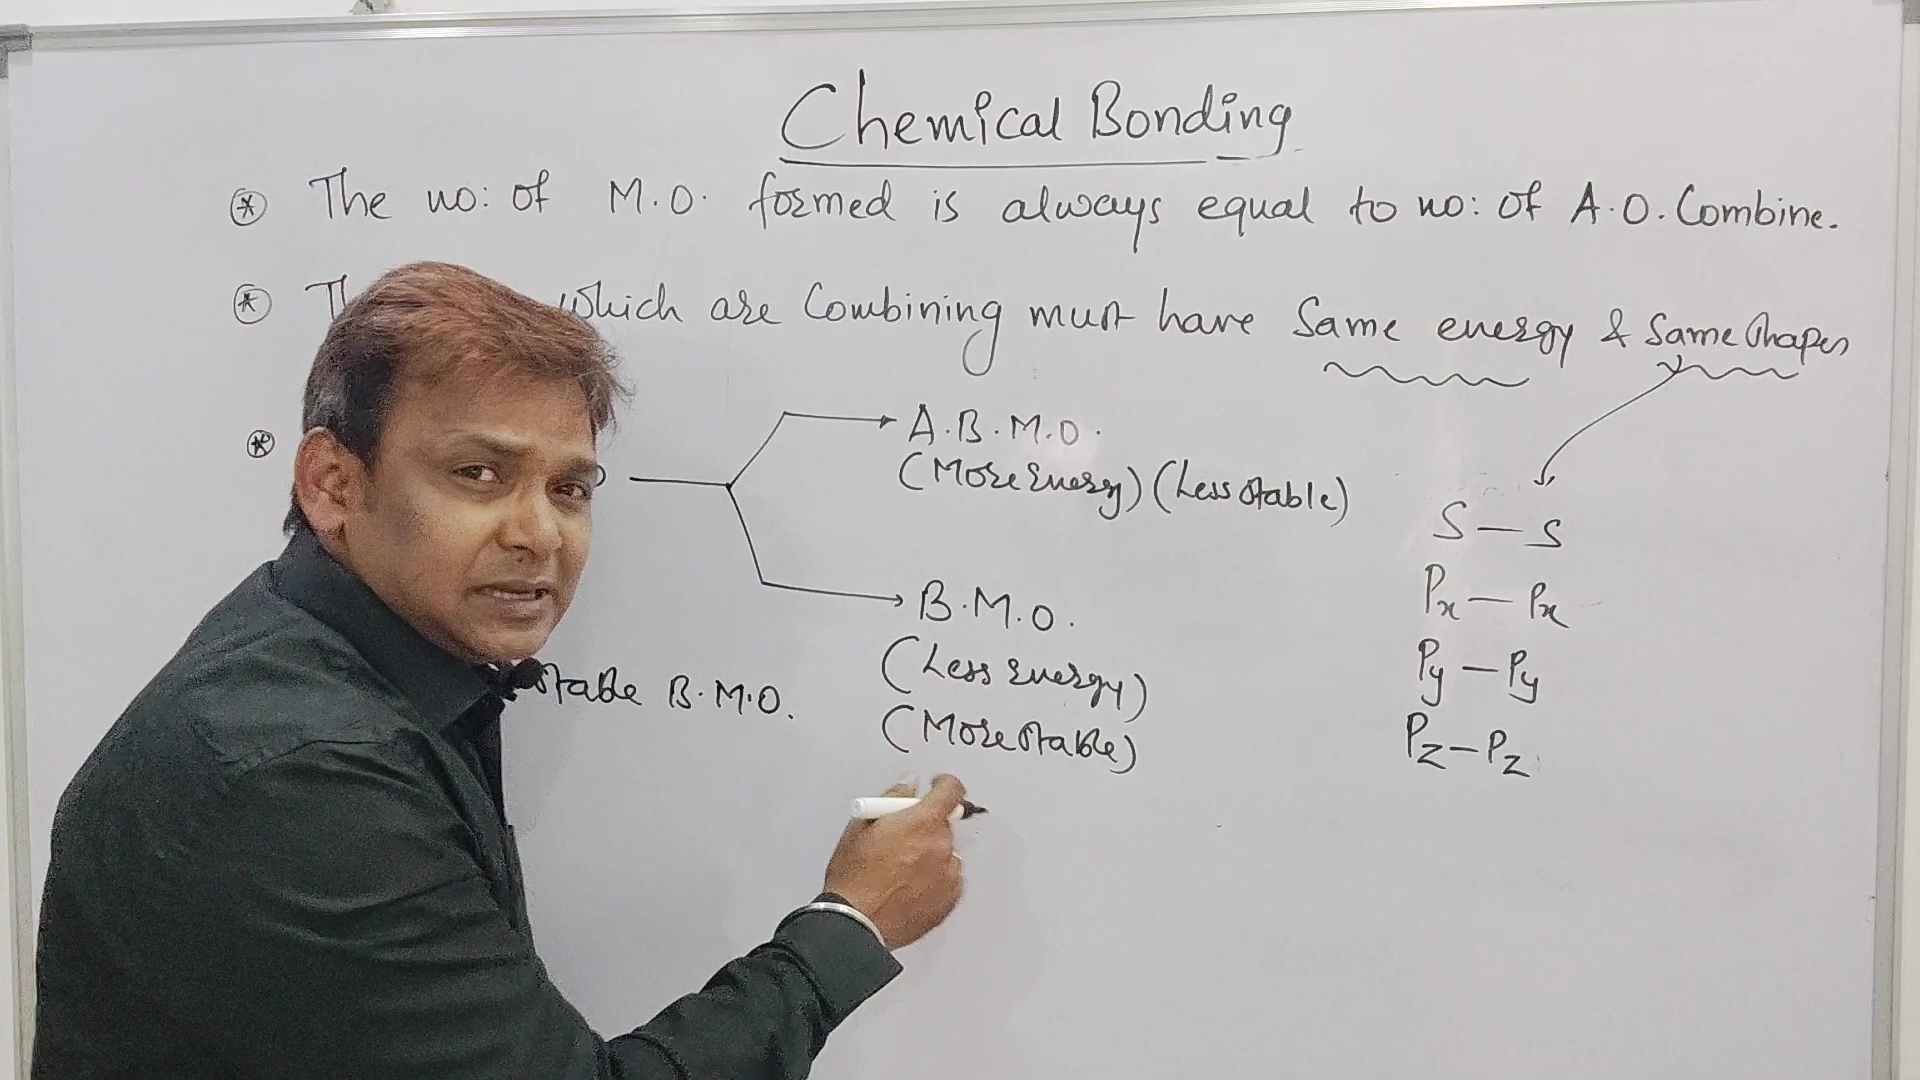 Chemical Bonding
* The no: of M.O. formed is always equal to no: of A.O. Combine.
* which are Combining must have Same energy & Same Shapes
*
A.B.M.O.
(More Energy) (Less stable)
S — S
Px — Px
B.M.O.
(Less Energy)
Py — Py
stable B.M.O.
(More stable)
Pz — Pz